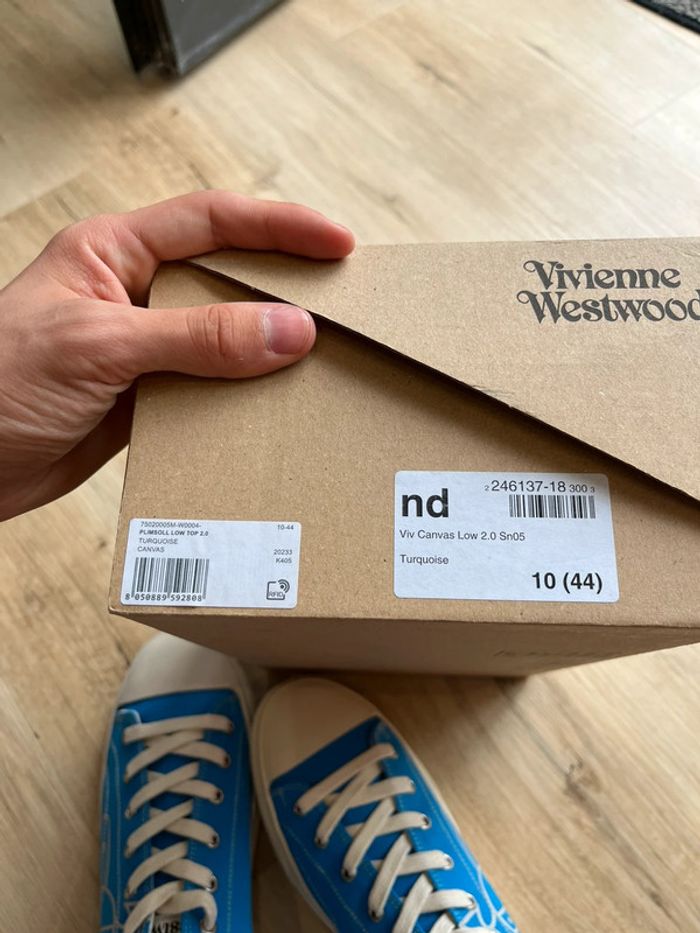 Vivienne
Westwood
nd
2 246137-18 300 3
Viv Canvas Low 2.0 Sn05
Turquoise
10 (44)
75020005M-W0004-
10-44
PLIMSOLL LOW TOP 2.0
TURQUOISE
CANVAS
20233
K405
8 050889 592808
RFID